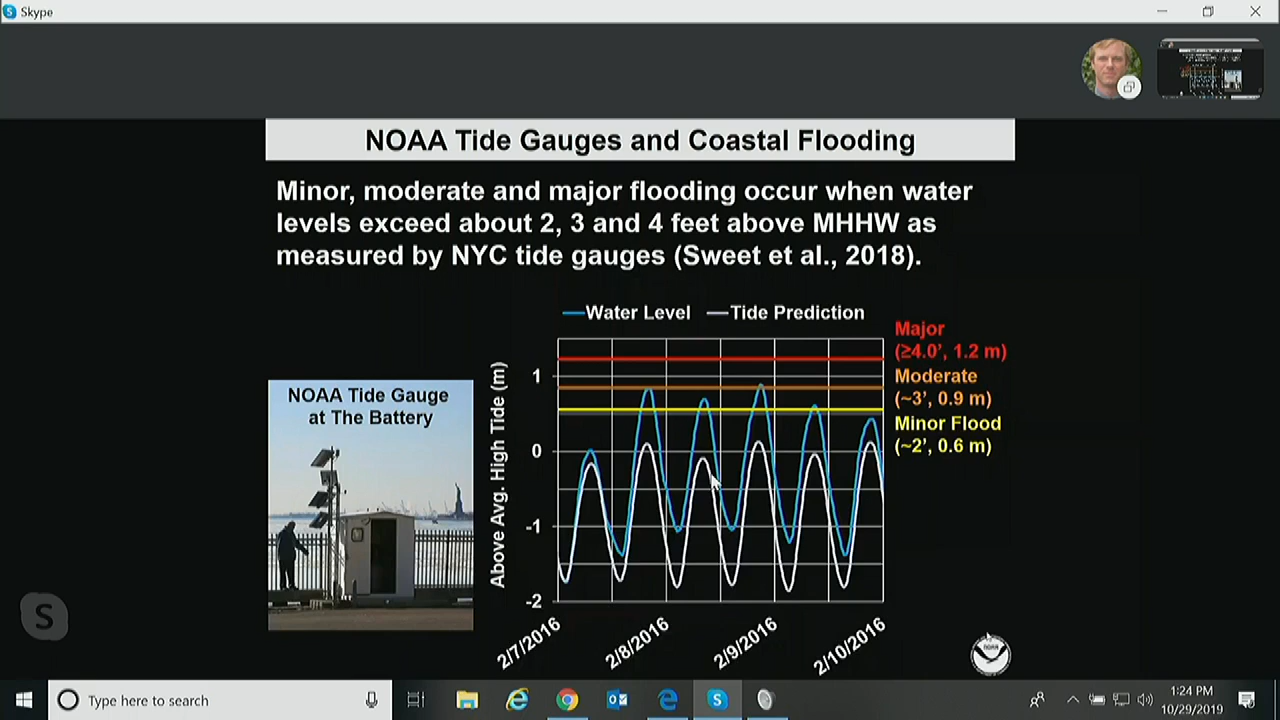 Skype
NOAA Tide Gauges and Coastal Flooding
Minor, moderate and major flooding occur when water
levels exceed about 2, 3 and 4 feet above MHHW as
measured by NYC tide gauges (Sweet et al., 2018).
Water Level
Tide Prediction
Major
(≥4.0’, 1.2 m)
Moderate
(~3’, 0.9 m)
Minor Flood
(~2’, 0.6 m)
Above Avg. High Tide (m)
1
0
-1
-2
2/7/2016
2/8/2016
2/9/2016
2/10/2016
NOAA Tide Gauge
at The Battery
S
NOAA
Type here to search
1:24 PM
10/29/2019